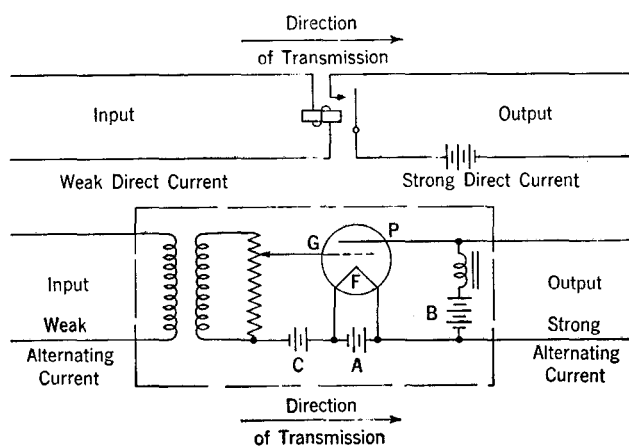 Direction
of Transmission
Input
Output
Weak Direct Current
Strong Direct Current
G
P
F
Input
Output
B
Weak
Strong
Alternating
Current
C
A
Alternating
Current
Direction
of Transmission